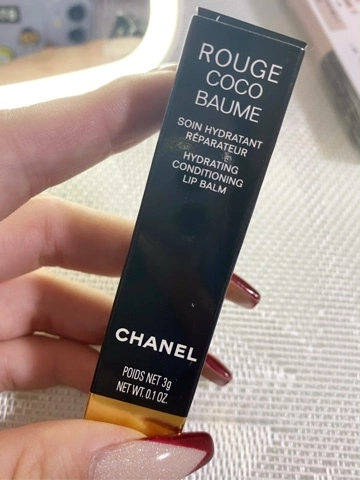 ROUGE
COCO
BAUME
SOIN HYDRATANT
RÉPARATEUR
HYDRATING
CONDITIONING
LIP BALM
CHANEL
POIDS NET 3g
NET WT. 0.1 OZ.